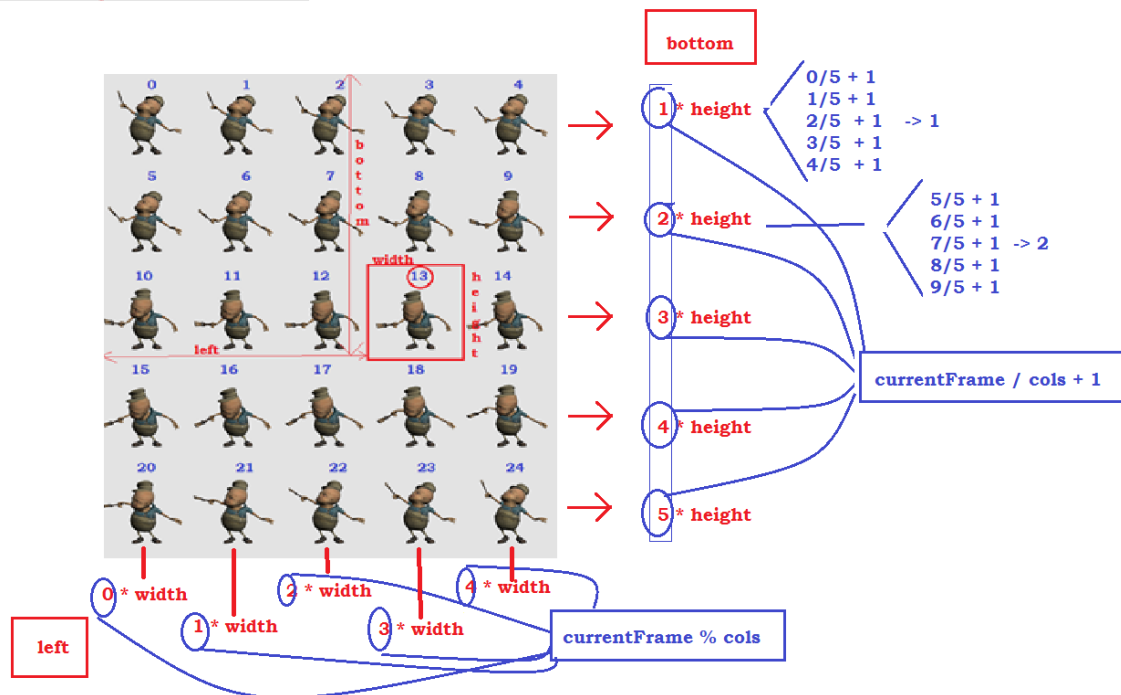 bottom
0 1 2 3 4
5 6 7 8 9
10 11 12 13 14
15 16 17 18 19
20 21 22 23 24
bottom
width
height
left
1 * height
2 * height
3 * height
4 * height
5 * height
0/5 + 1
1/5 + 1
2/5 + 1 -> 1
3/5 + 1
4/5 + 1
5/5 + 1
6/5 + 1
7/5 + 1 -> 2
8/5 + 1
9/5 + 1
currentFrame / cols + 1
0 * width
1 * width
2 * width
3 * width
4 * width
left
currentFrame % cols